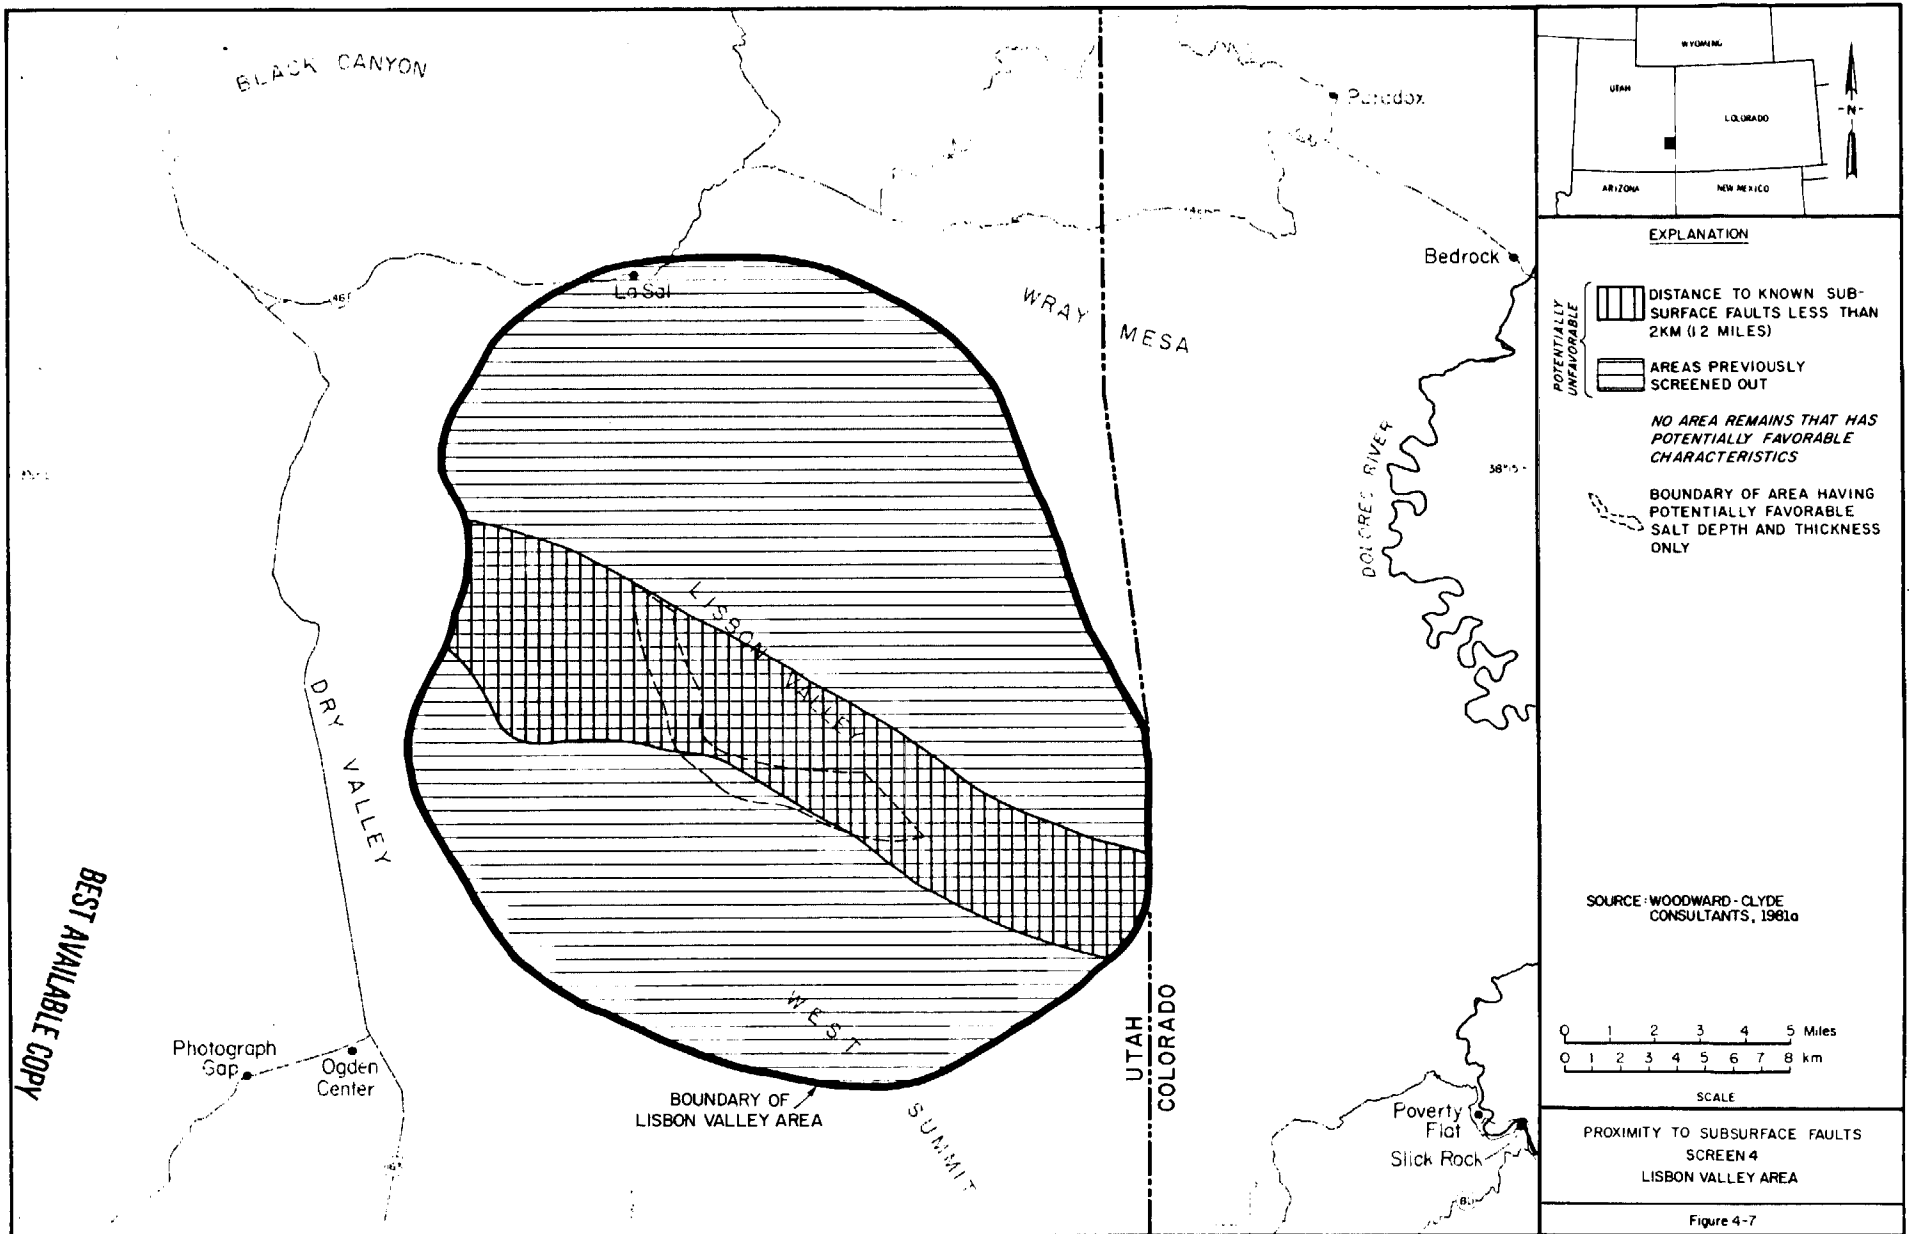 BLACK CANYON
Paradox
La Sal
46
46
Bedrock
WRAY MESA
DOLORES RIVER
38°15'
LISBON VALLEY
DRY VALLEY
WEST
SUMMIT
BEST AVAILABLE COPY
Photograph
Gap
Ogden
Center
BOUNDARY OF
LISBON VALLEY AREA
UTAH
COLORADO
Poverty
Flat
Slick Rock
WYOMING
UTAH
COLORADO
ARIZONA
NEW MEXICO
-N-
EXPLANATION
POTENTIALLY
UNFAVORABLE
DISTANCE TO KNOWN SUB-
SURFACE FAULTS LESS THAN
2KM (1.2 MILES)
AREAS PREVIOUSLY
SCREENED OUT
NO AREA REMAINS THAT HAS
POTENTIALLY FAVORABLE
CHARACTERISTICS
BOUNDARY OF AREA HAVING
POTENTIALLY FAVORABLE
SALT DEPTH AND THICKNESS
ONLY
SOURCE: WOODWARD-CLYDE
CONSULTANTS, 1981a
0 1 2 3 4 5 Miles
0 1 2 3 4 5 6 7 8 km
SCALE
PROXIMITY TO SUBSURFACE FAULTS
SCREEN 4
LISBON VALLEY AREA
Figure 4-7